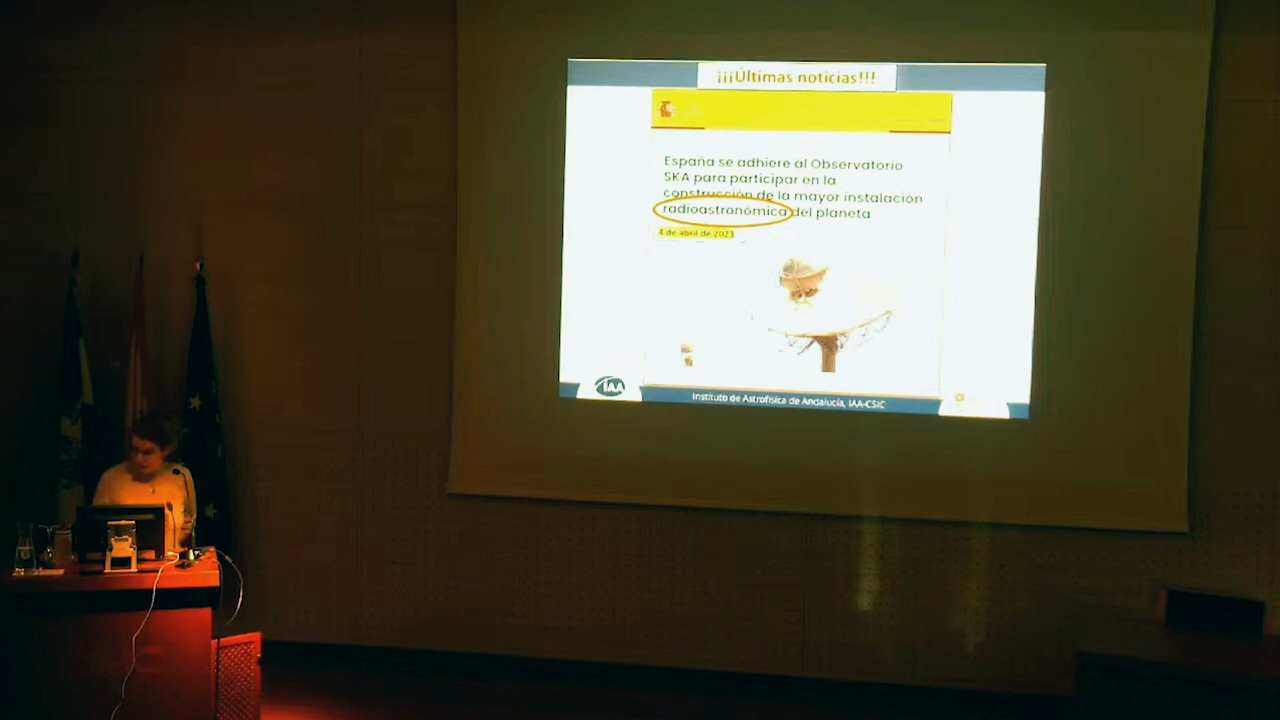 ¡¡¡Últimas noticias!!!
España se adhiere al Observatorio
SKA para participar en la
construcción de la mayor instalación
radioastronómica del planeta
4 de abril de 2023
IAA
Instituto de Astrofísica de Andalucía, IAA-CSIC